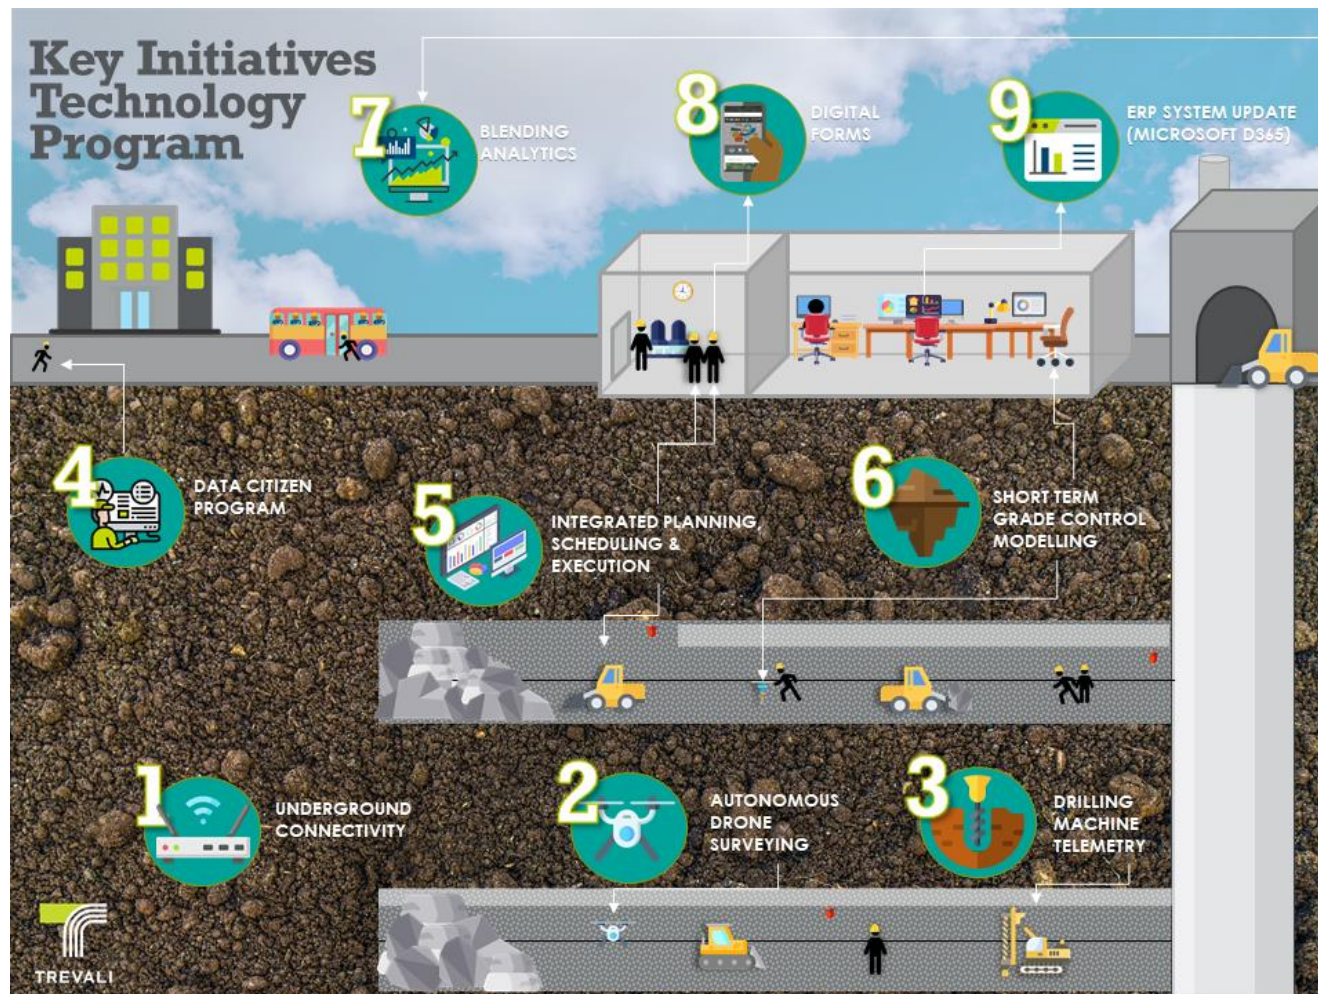 Key Initiatives
Technology
Program
7
BLENDING
ANALYTICS
8
DIGITAL
FORMS
9
ERP SYSTEM UPDATE
(MICROSOFT D365)
4
DATA CITIZEN
PROGRAM
5
INTEGRATED PLANNING,
SCHEDULING &
EXECUTION
6
SHORT TERM
GRADE CONTROL
MODELLING
1
UNDERGROUND
CONNECTIVITY
2
AUTONOMOUS
DRONE
SURVEYING
3
DRILLING
MACHINE
TELEMETRY
TREVALI